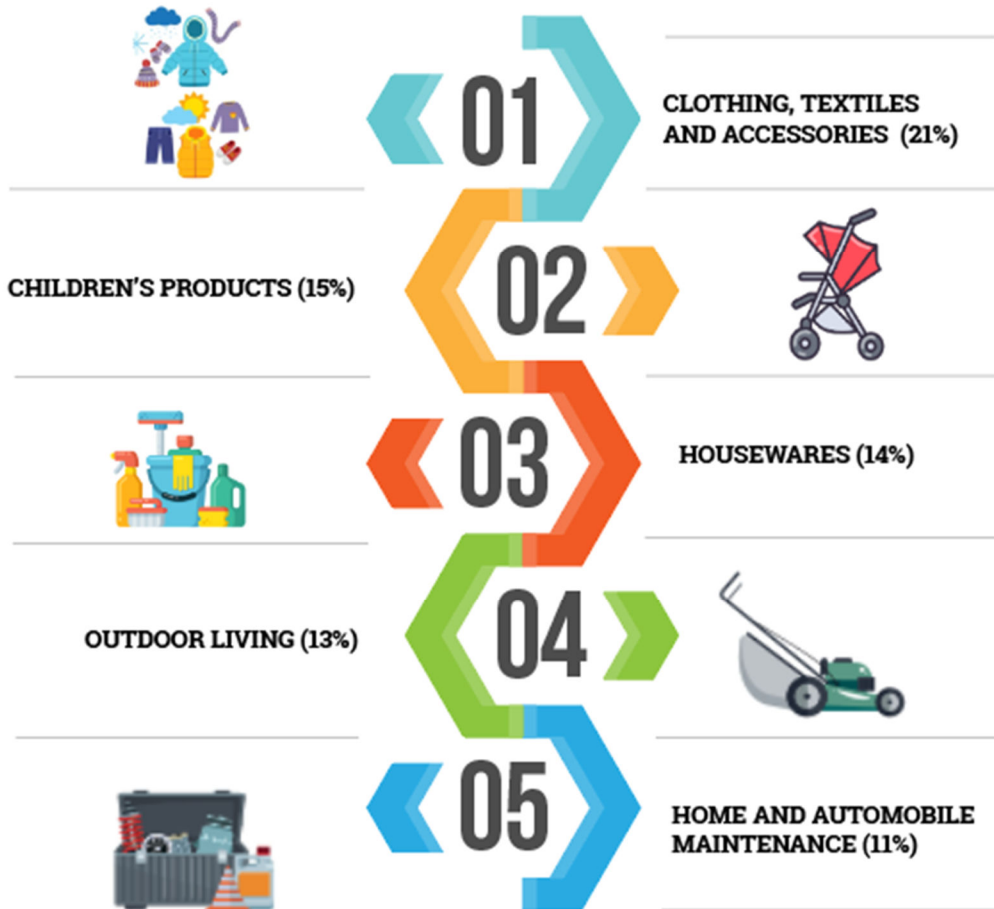 01
CLOTHING, TEXTILES
AND ACCESSORIES (21%)
CHILDREN'S PRODUCTS (15%)
02
03
HOUSEWARES (14%)
OUTDOOR LIVING (13%)
04
05
HOME AND AUTOMOBILE
MAINTENANCE (11%)